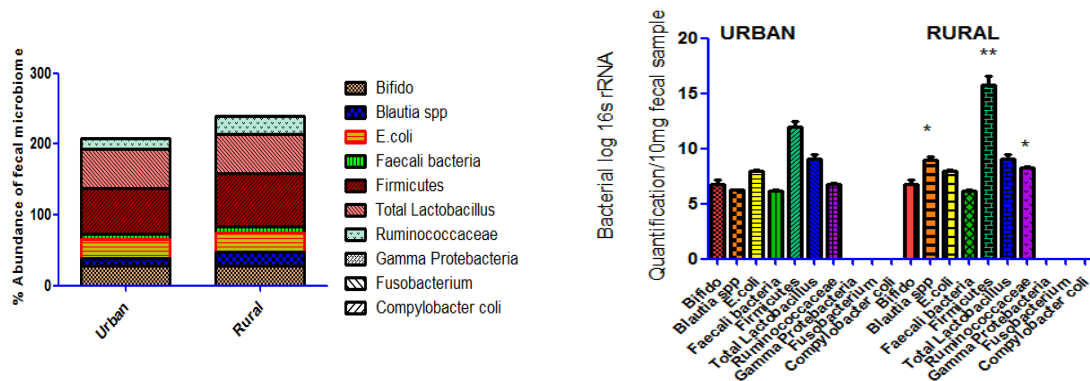 % Abundance of fecal microbiome
300
200
100
0
Urban
Rural
Bifido
Blautia spp
E.coli
Faecali bacteria
Firmicutes
Total Lactobacillus
Ruminococcaceae
Gamma Protebacteria
Fusobacterium
Compylobacter coli
Bacterial log 16s rRNA
Quantification/10mg fecal sample
URBAN
RURAL
20
15
10
5
0
*
**
*
Bifido
Blautia spp
E.coli
Faecal bacteria
Firmicutes
Total Lactobacillus
Ruminococcaceae
Gamma Protebacteria
Fusobacterium
Compylobacter coli
Bifido
Blautia spp
E.coli
Faecali bacteria
Firmicutes
Total Lactobacillus
Ruminococcaceae
Gamma Protebacteria
Fusobacterium
Compylobacter coli